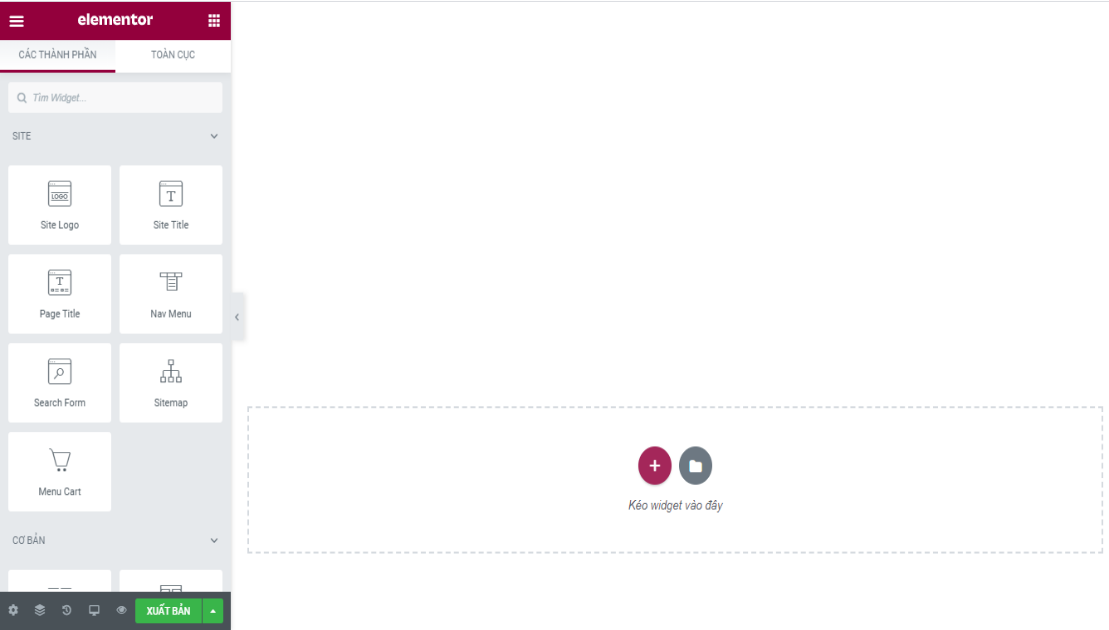 elementor
CÁC THÀNH PHẦN
TOÀN CỤC
Tìm Widget...
SITE
LOGO
Site Logo
T
Site Title
T
Page Title
Nav Menu
Search Form
Sitemap
Menu Cart
CƠ BẢN
XUẤT BẢN
Kéo widget vào đây